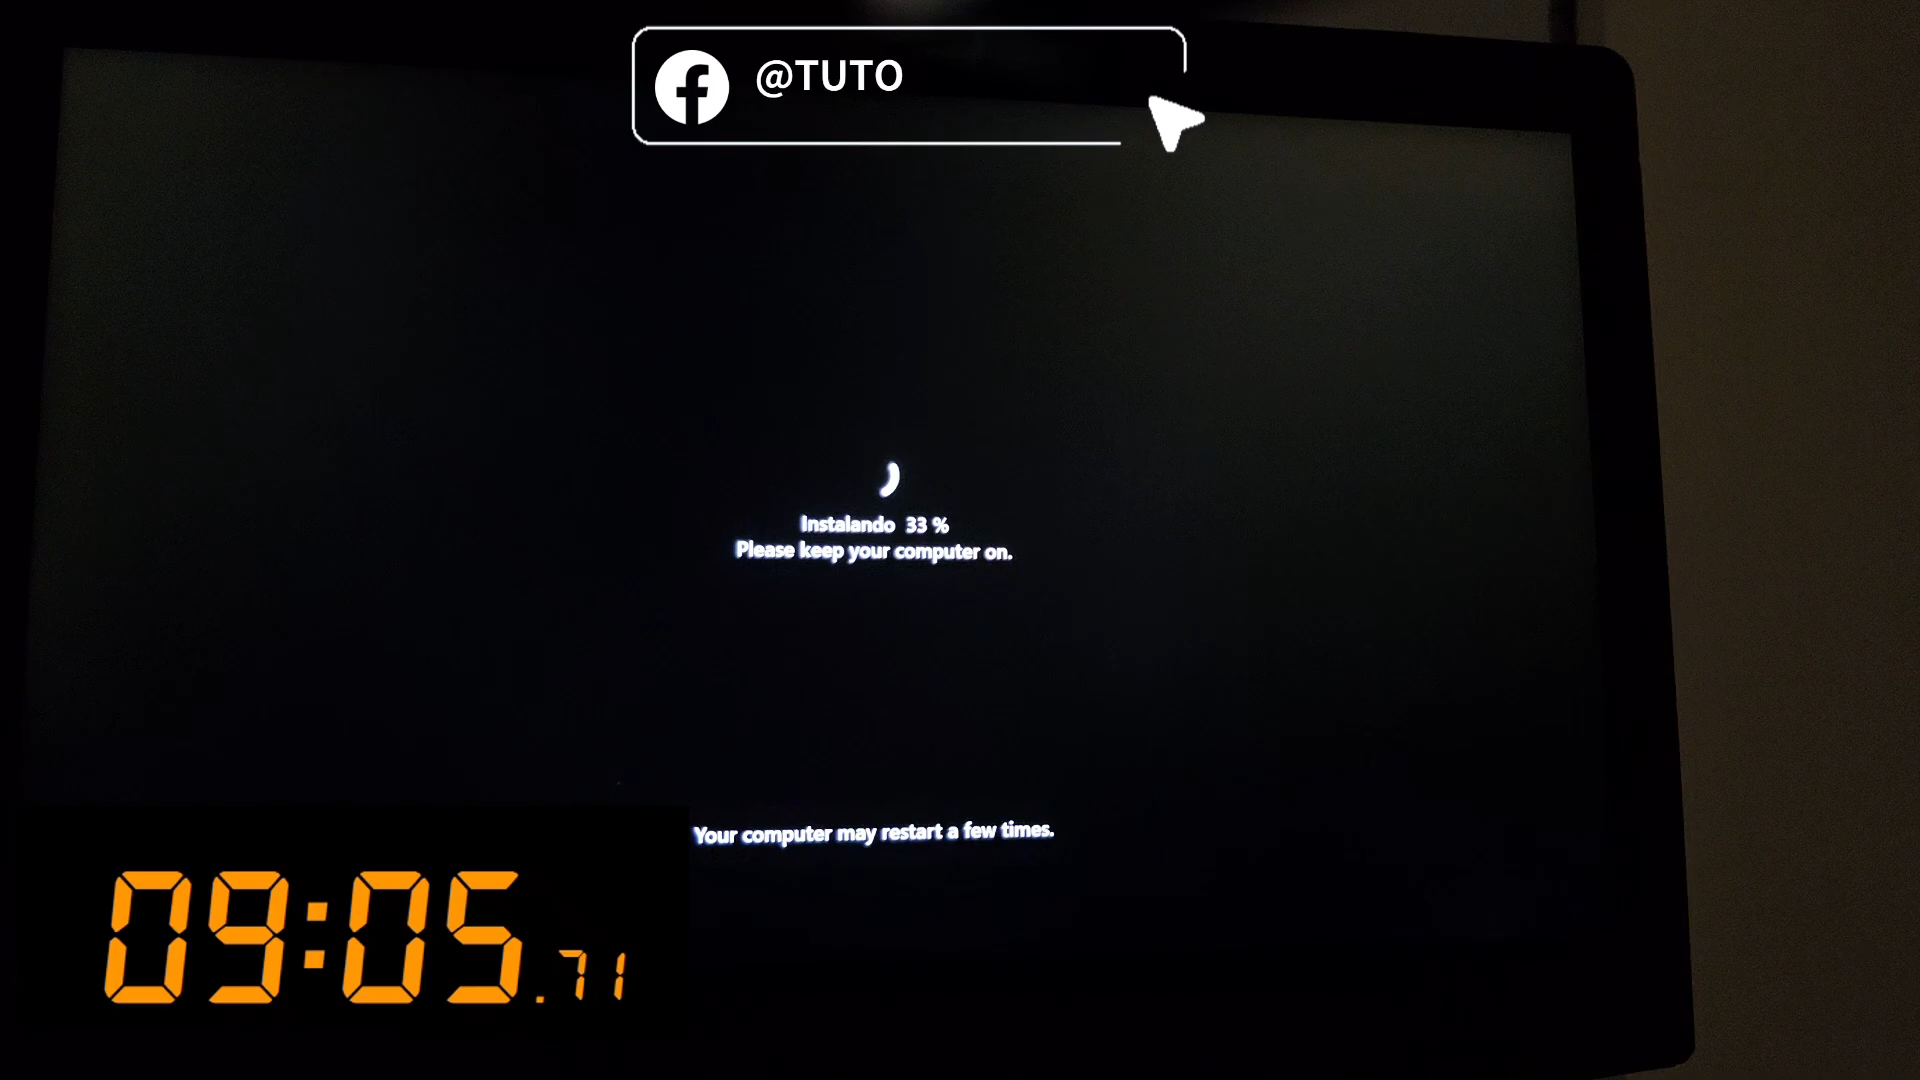 @TUTO
Instalando 33 %
Please keep your computer on.
Your computer may restart a few times.
09:05.71